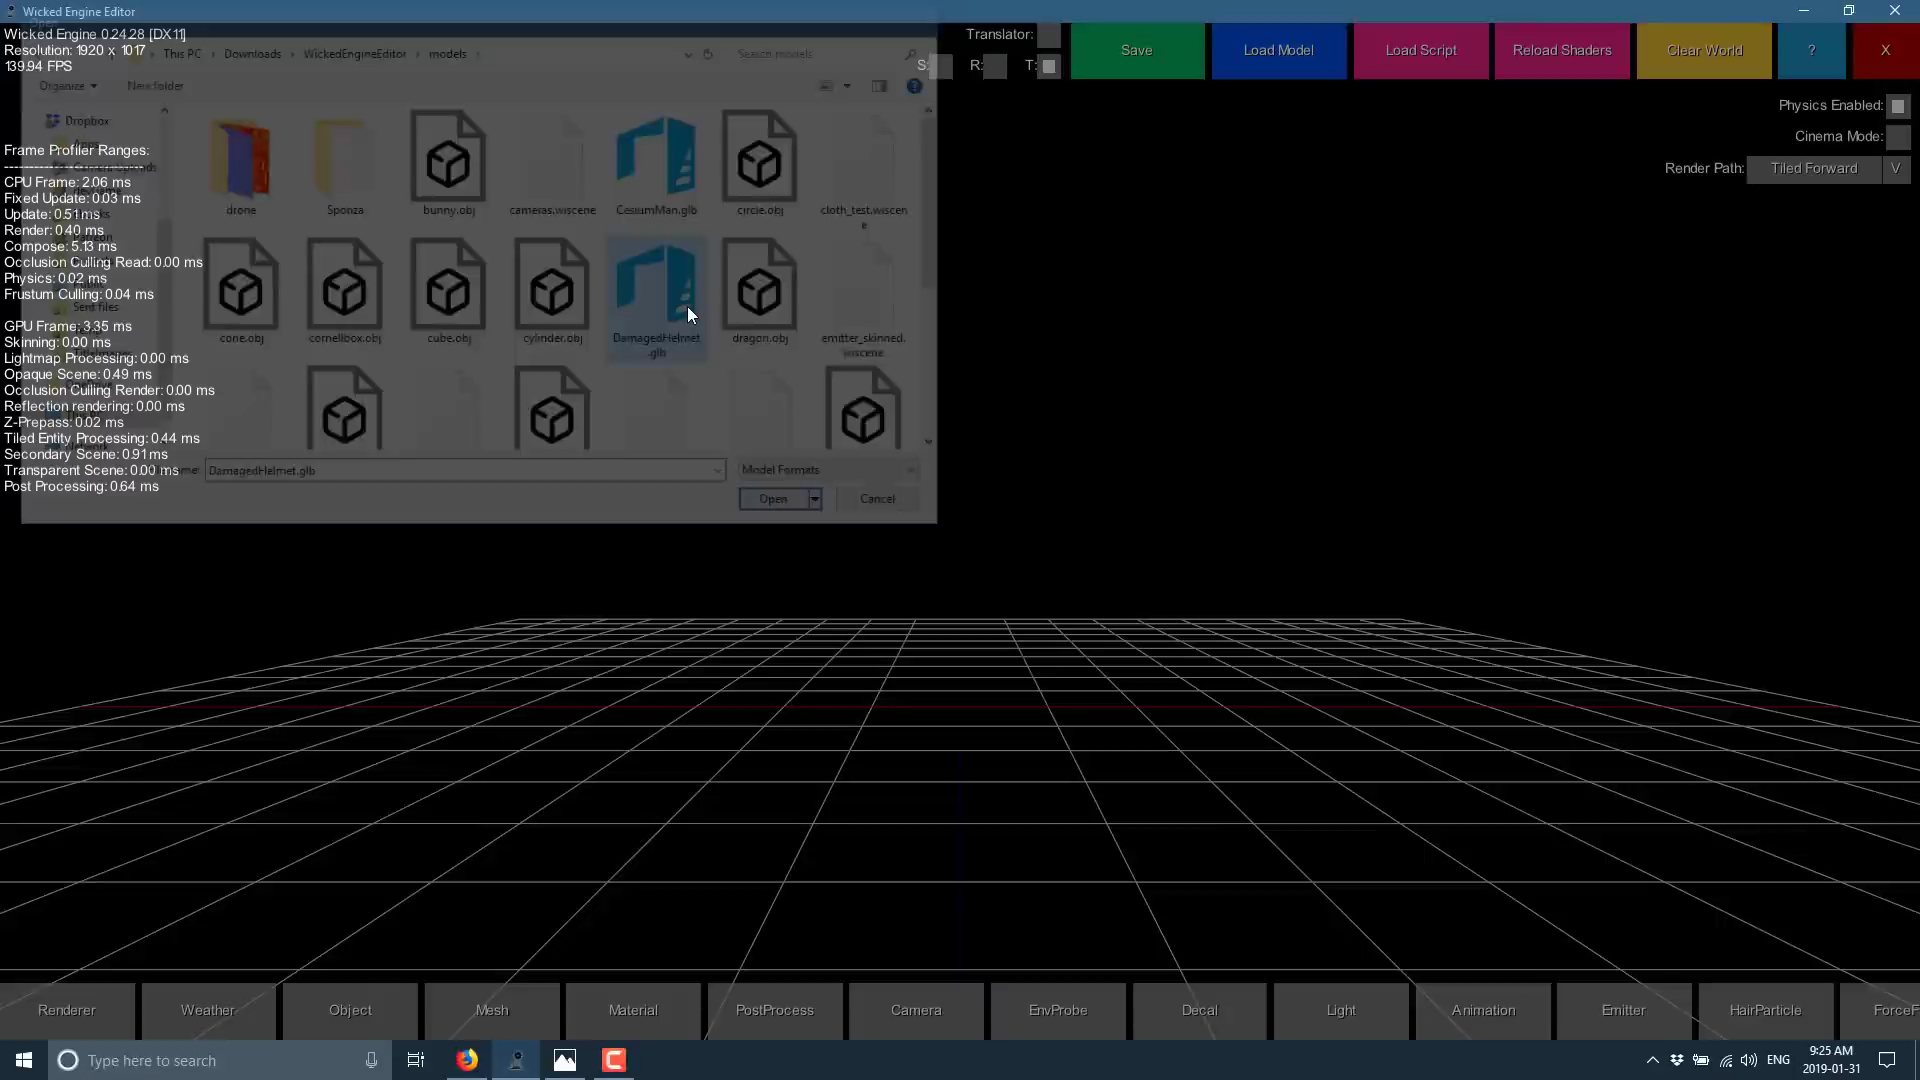 Wicked Engine Editor
Wicked Engine 0.24.28 [DX11]
Resolution: 1920 x 1017
139.94 FPS
This PC > Downloads > WickedEngineEditor > models >
Search models
Organize
New folder
Translator:
S:
R:
T:
Save
Load Model
Load Script
Reload Shaders
Clear World
?
X
Physics Enabled:
Cinema Mode:
Render Path:
Tiled Forward
V
Dropbox
Frame Profiler Ranges:
CPU Frame: 2.06 ms
Fixed Update: 0.03 ms
Update: 0.51 ms
Render: 0.40 ms
Compose: 5.13 ms
Occlusion Culling Read: 0.00 ms
Physics: 0.02 ms
Frustum Culling: 0.04 ms
Sent files
GPU Frame: 3.35 ms
Skinning: 0.00 ms
Lightmap Processing: 0.00 ms
Opaque Scene: 0.49 ms
Occlusion Culling Render: 0.00 ms
Reflection rendering: 0.00 ms
Z-Prepass: 0.02 ms
Tiled Entity Processing: 0.44 ms
Secondary Scene: 0.91 ms
Transparent Scene: 0.00 ms
Post Processing: 0.64 ms
drone
Sponza
bunny.obj
cameras.wiscene
CesiumMan.glb
circle.obj
cloth_test.wiscen
e
cone.obj
cornellbox.obj
cube.obj
cylinder.obj
DamagedHelmet
.glb
dragon.obj
emitter_skinned.
wiscene
DamagedHelmet.glb
Model Formats
Open
Cancel
Renderer
Weather
Object
Mesh
Material
PostProcess
Camera
EnvProbe
Decal
Light
Animation
Emitter
HairParticle
ForceF
Type here to search
ENG
9:25 AM
2019-01-31